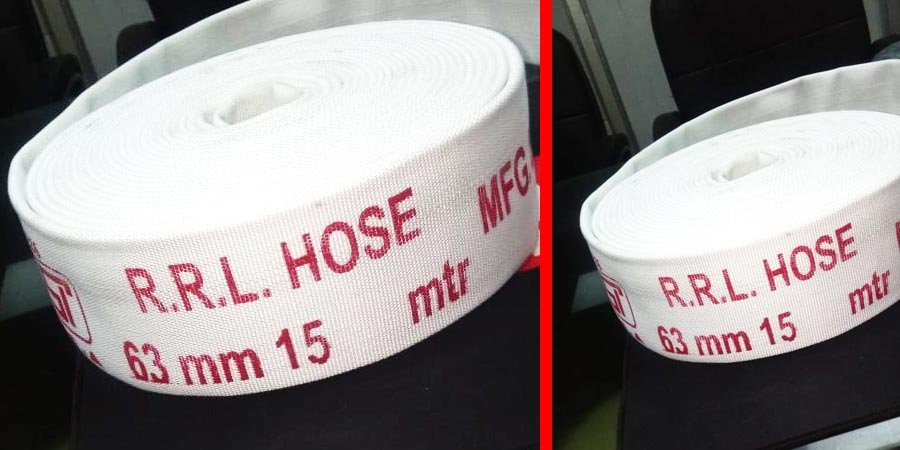 R.R.L. HOSE MFG
63 mm 15 mtr
R.R.L. HOSE
63 mm 15 mtr